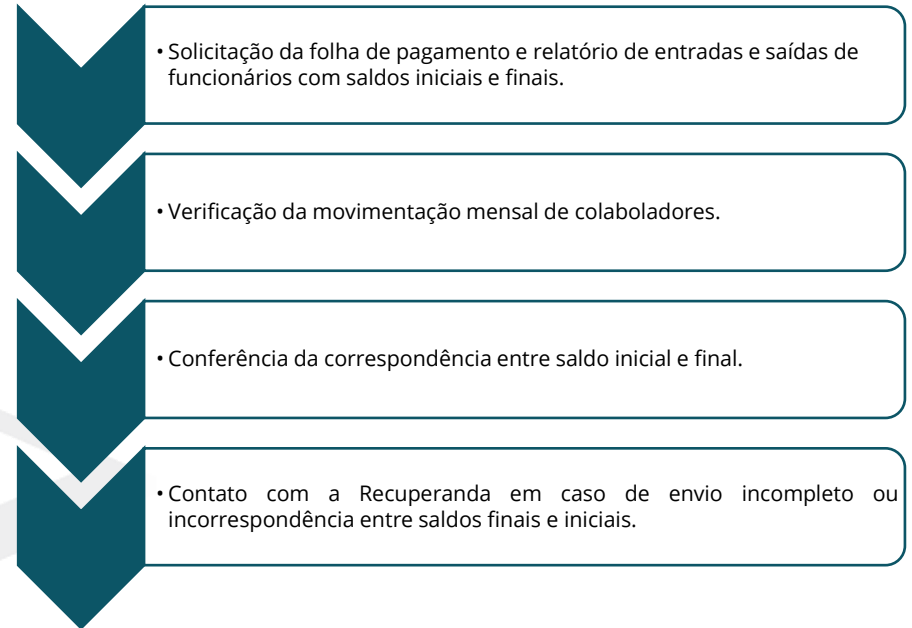 • Solicitação da folha de pagamento e relatório de entradas e saídas de
funcionários com saldos iniciais e finais.
• Verificação da movimentação mensal de colaboladores.
• Conferência da correspondência entre saldo inicial e final.
• Contato com a Recuperanda em caso de envio incompleto ou
incorrespondência entre saldos finais e iniciais.